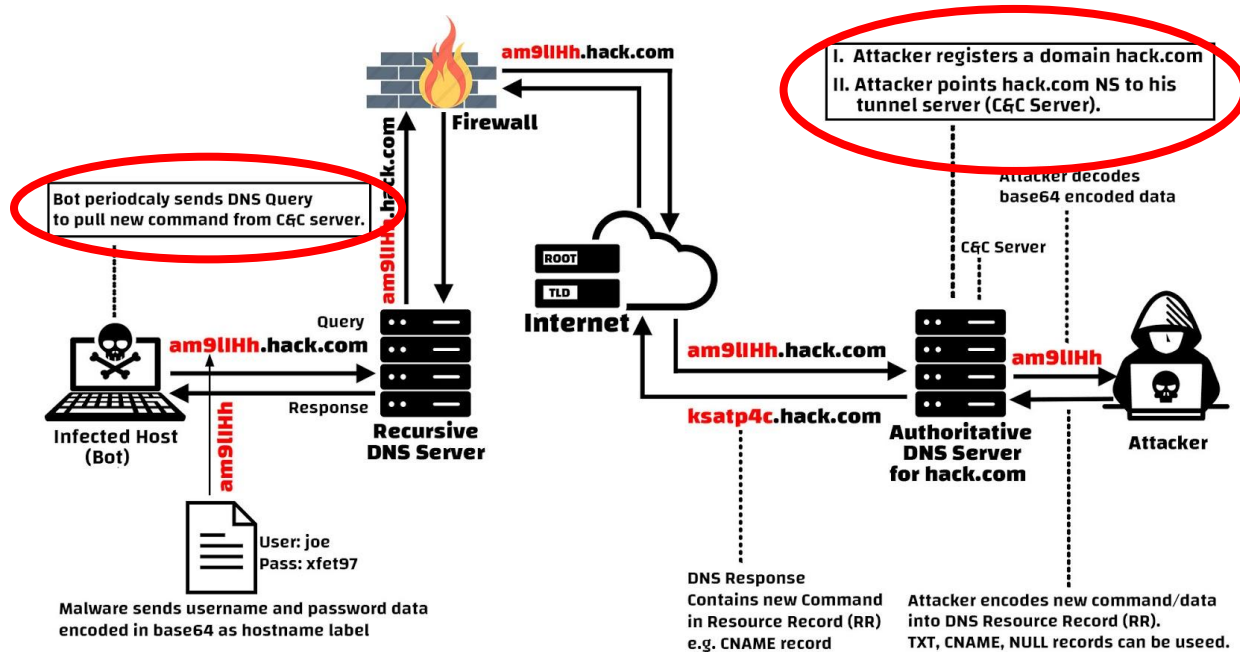 am9lIHh.hack.com
I. Attacker registers a domain hack.com
II. Attacker points hack.com NS to his
tunnel server (C&C Server).
Firewall
am9lIHh.hack.com
Bot periodcaly sends DNS Query
to pull new command from C&C server.
Attacker decodes
base64 encoded data
C&C Server
ROOT
TLD
Internet
Query
am9lIHh.hack.com
Response
Infected Host
(Bot)
Recursive
DNS Server
am9lIHh.hack.com
ksatp4c.hack.com
am9lIHh
Authoritative
DNS Server
for hack.com
Attacker
am9lIHh
User: joe
Pass: xfet97
Malware sends username and password data
encoded in base64 as hostname label
DNS Response
Contains new Command
in Resource Record (RR)
e.g. CNAME record
Attacker encodes new command/data
into DNS Resource Record (RR).
TXT, CNAME, NULL records can be useed.